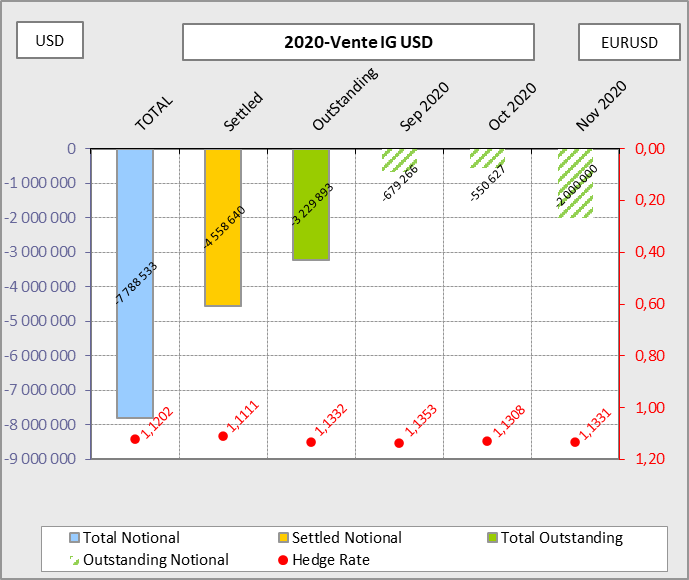 USD
2020-Vente IG USD
EURUSD
TOTAL
Settled
OutStanding
Sep 2020
Oct 2020
Nov 2020
0
-1 000 000
-2 000 000
-3 000 000
-4 000 000
-5 000 000
-6 000 000
-7 000 000
-8 000 000
-9 000 000
-7 788 533
-4 558 640
-3 229 893
-679 266
-550 627
-2 000 000
1,1202
1,1111
1,1332
1,1353
1,1308
1,1331
0,00
0,20
0,40
0,60
0,80
1,00
1,20
Total Notional
Settled Notional
Total Outstanding
Outstanding Notional
Hedge Rate